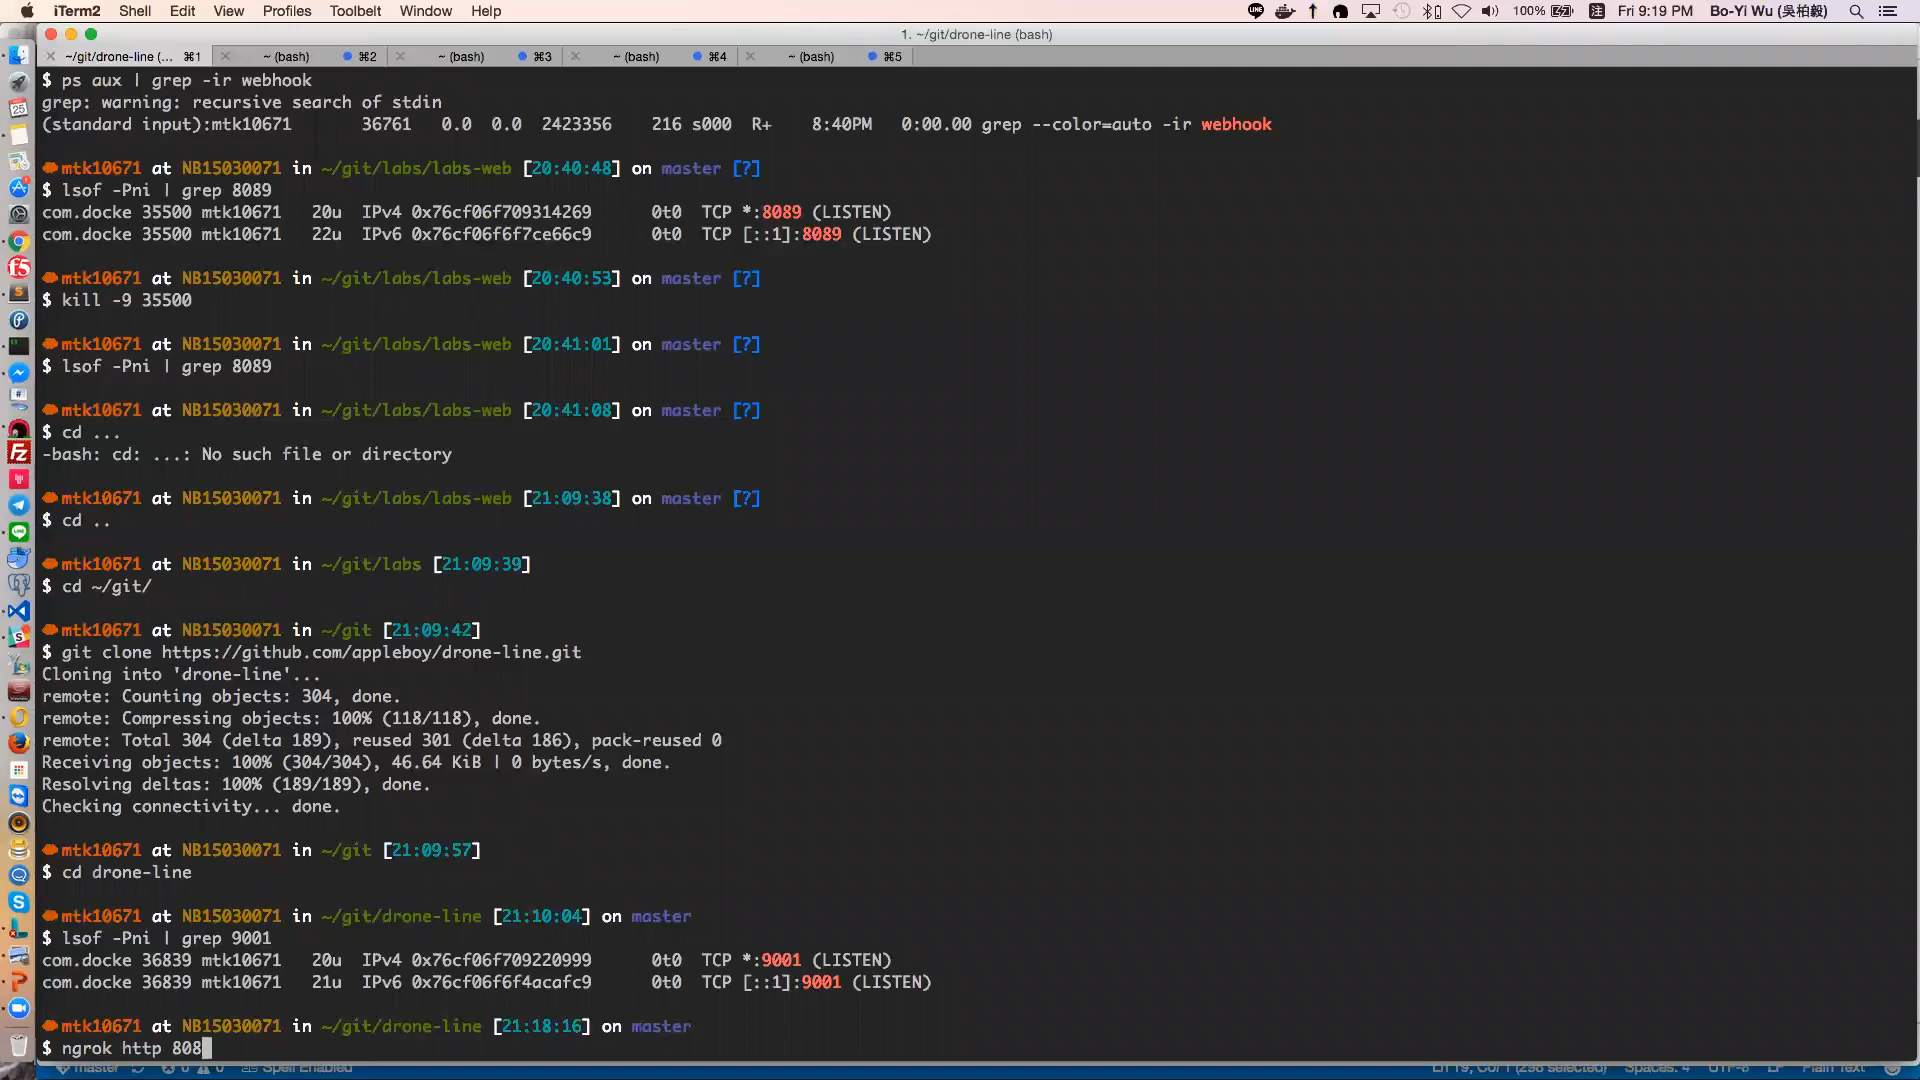 iTerm2 Shell Edit View Profiles Toolbelt Window Help 100% 注 Fri 9:19 PM Bo-Yi Wu (吳柏毅)
1. ~/git/drone-line (bash)
~/git/drone-line (... ⌘1 ~ (bash) ⌘2 ~ (bash) ⌘3 ~ (bash) ⌘4 ~ (bash) ⌘5
$ ps aux | grep -ir webhook
grep: warning: recursive search of stdin
(standard input):mtk10671 36761 0.0 0.0 2423356 216 s000 R+ 8:40PM 0:00.00 grep --color=auto -ir webhook
mtk10671 at NB15030071 in ~/git/labs/labs-web [20:40:48] on master [?]
$ lsof -Pni | grep 8089
com.docke 35500 mtk10671 20u IPv4 0x76cf06f709314269 0t0 TCP *:8089 (LISTEN)
com.docke 35500 mtk10671 22u IPv6 0x76cf06f6f7ce66c9 0t0 TCP [::1]:8089 (LISTEN)
mtk10671 at NB15030071 in ~/git/labs/labs-web [20:40:53] on master [?]
$ kill -9 35500
mtk10671 at NB15030071 in ~/git/labs/labs-web [20:41:01] on master [?]
$ lsof -Pni | grep 8089
mtk10671 at NB15030071 in ~/git/labs/labs-web [20:41:08] on master [?]
$ cd ...
-bash: cd: ...: No such file or directory
mtk10671 at NB15030071 in ~/git/labs/labs-web [21:09:38] on master [?]
$ cd ..
mtk10671 at NB15030071 in ~/git/labs [21:09:39]
$ cd ~/git/
mtk10671 at NB15030071 in ~/git [21:09:42]
$ git clone https://github.com/appleboy/drone-line.git
Cloning into 'drone-line'...
remote: Counting objects: 304, done.
remote: Compressing objects: 100% (118/118), done.
remote: Total 304 (delta 189), reused 301 (delta 186), pack-reused 0
Receiving objects: 100% (304/304), 46.64 KiB | 0 bytes/s, done.
Resolving deltas: 100% (189/189), done.
Checking connectivity... done.
mtk10671 at NB15030071 in ~/git [21:09:57]
$ cd drone-line
mtk10671 at NB15030071 in ~/git/drone-line [21:10:04] on master
$ lsof -Pni | grep 9001
com.docke 36839 mtk10671 20u IPv4 0x76cf06f709220999 0t0 TCP *:9001 (LISTEN)
com.docke 36839 mtk10671 21u IPv6 0x76cf06f6f4acafc9 0t0 TCP [::1]:9001 (LISTEN)
mtk10671 at NB15030071 in ~/git/drone-line [21:18:16] on master
$ ngrok http 808
master 0 0 Spell Enabled Ln 19, Col 1 (298 selected) Spaces: 4 UTF-8 LF Plain Text